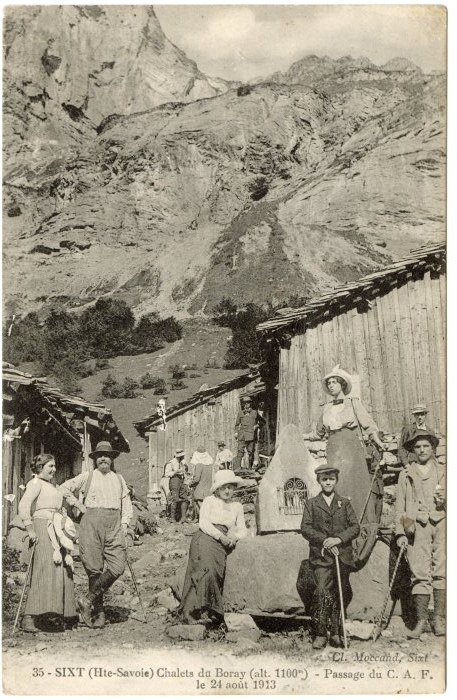 Cl. Moccand, Sixt
35 - SIXT (Hte-Savoie) Chalets du Boray (alt. 1100ᵐ) - Passage du C. A. F.
le 24 août 1913